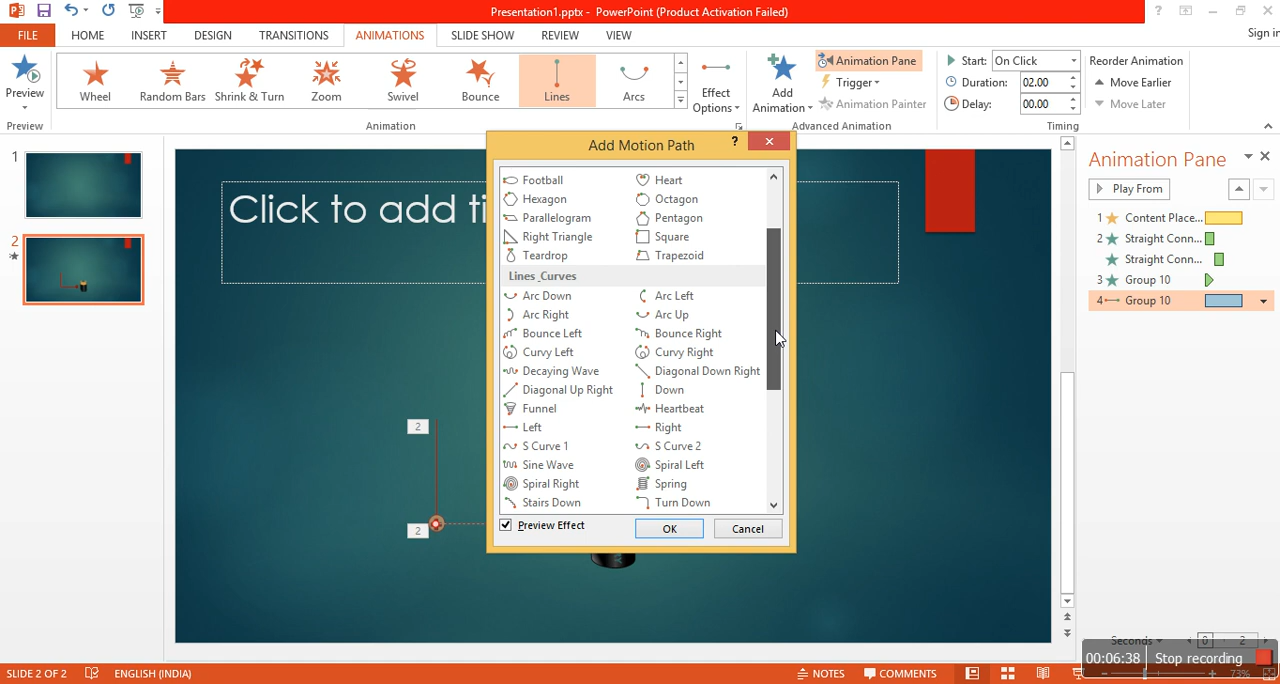 Presentation1.pptx - PowerPoint (Product Activation Failed)
FILE HOME INSERT DESIGN TRANSITIONS ANIMATIONS SLIDE SHOW REVIEW VIEW Sign in
Preview
Wheel Random Bars Shrink & Turn Zoom Swivel Bounce Lines Arcs
Effect Options
Add Animation
Animation Pane
Trigger
Animation Painter
Start: On Click
Duration: 02.00
Delay: 00.00
Reorder Animation
Move Earlier
Move Later
Preview Animation Advanced Animation Timing
1
2
Click to add ti
2
2
Add Motion Path ?
Football Heart
Hexagon Octagon
Parallelogram Pentagon
Right Triangle Square
Teardrop Trapezoid
Lines_Curves
Arc Down Arc Left
Arc Right Arc Up
Bounce Left Bounce Right
Curvy Left Curvy Right
Decaying Wave Diagonal Down Right
Diagonal Up Right Down
Funnel Heartbeat
Left Right
S Curve 1 S Curve 2
Sine Wave Spiral Left
Spiral Right Spring
Stairs Down Turn Down
Preview Effect OK Cancel
Animation Pane
Play From
1 Content Place...
2 Straight Conn...
Straight Conn...
3 Group 10
4 Group 10
Seconds 0 2
00:06:38 Stop recording
SLIDE 2 OF 2 ENGLISH (INDIA) NOTES COMMENTS 73%